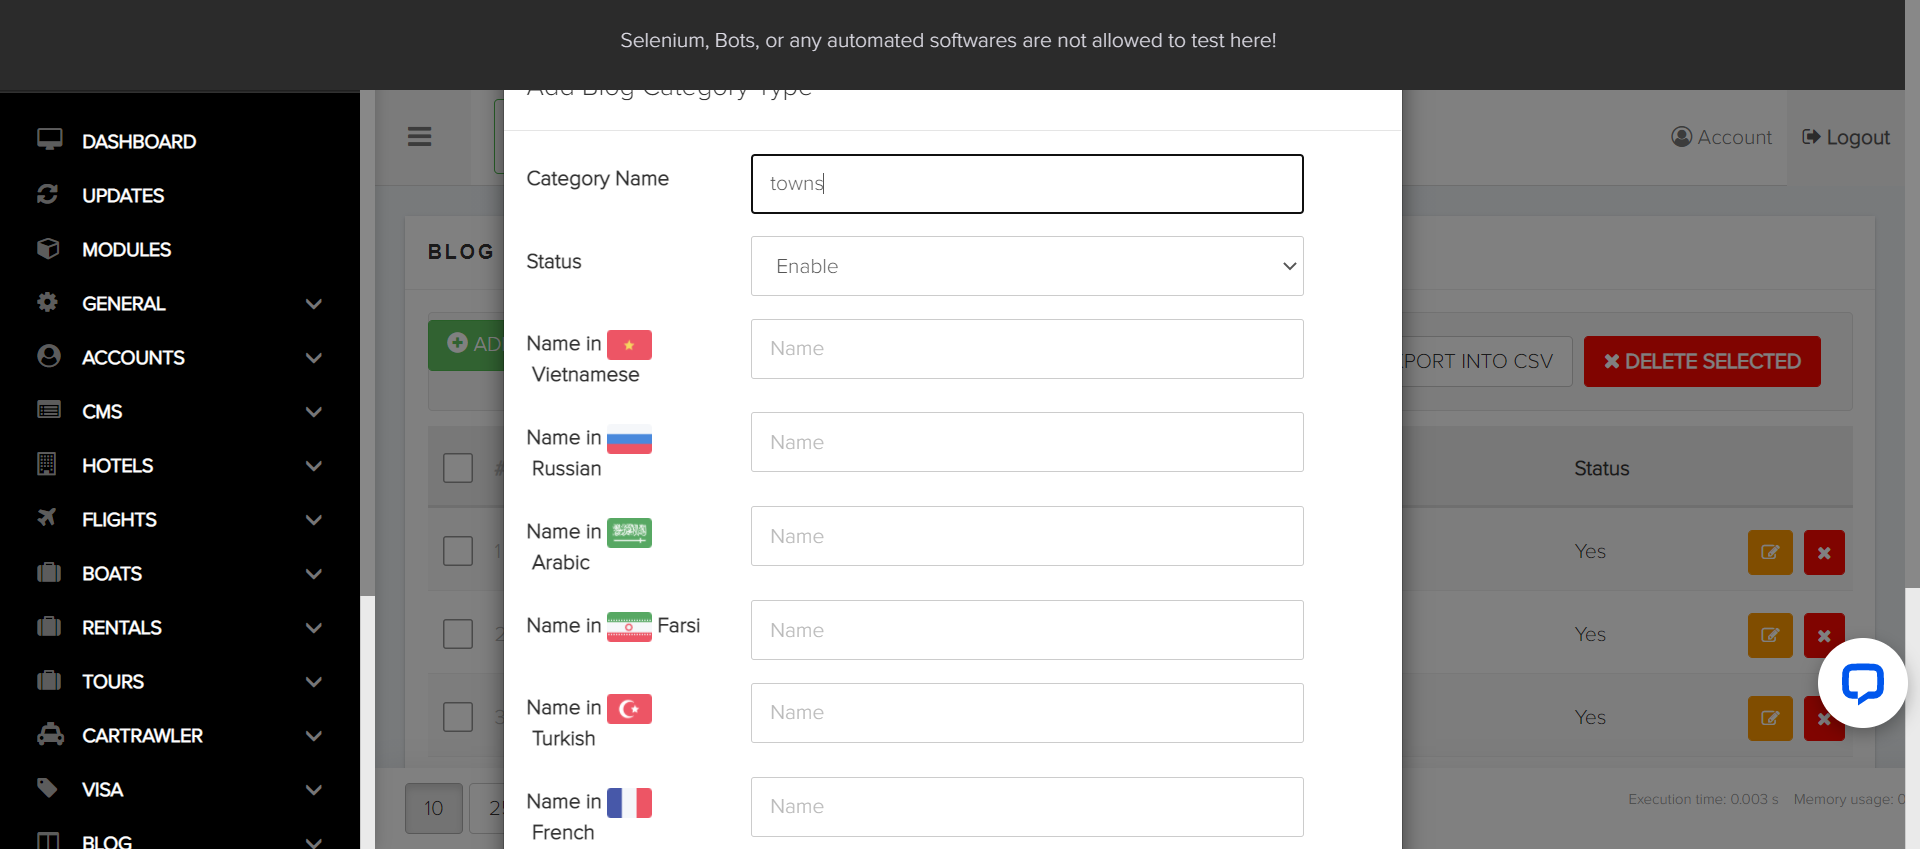 Selenium, Bots, or any automated softwares are not allowed to test here!
DASHBOARD
UPDATES
MODULES
GENERAL
ACCOUNTS
CMS
HOTELS
FLIGHTS
BOATS
RENTALS
TOURS
CARTRAWLER
VISA
BLOG
Account
Logout
BLOG
DELETE SELECTED
INTO CSV
Status
1
Yes
2
Yes
3
Yes
10
Execution time: 0.003 s
Memory usage: 0
Add Blog Category Type
Category Name
towns
Status
Enable
Name in
Vietnamese
Name
Name in
Russian
Name
Name in
Arabic
Name
Name in Farsi
Name
Name in
Turkish
Name
Name in
French
Name